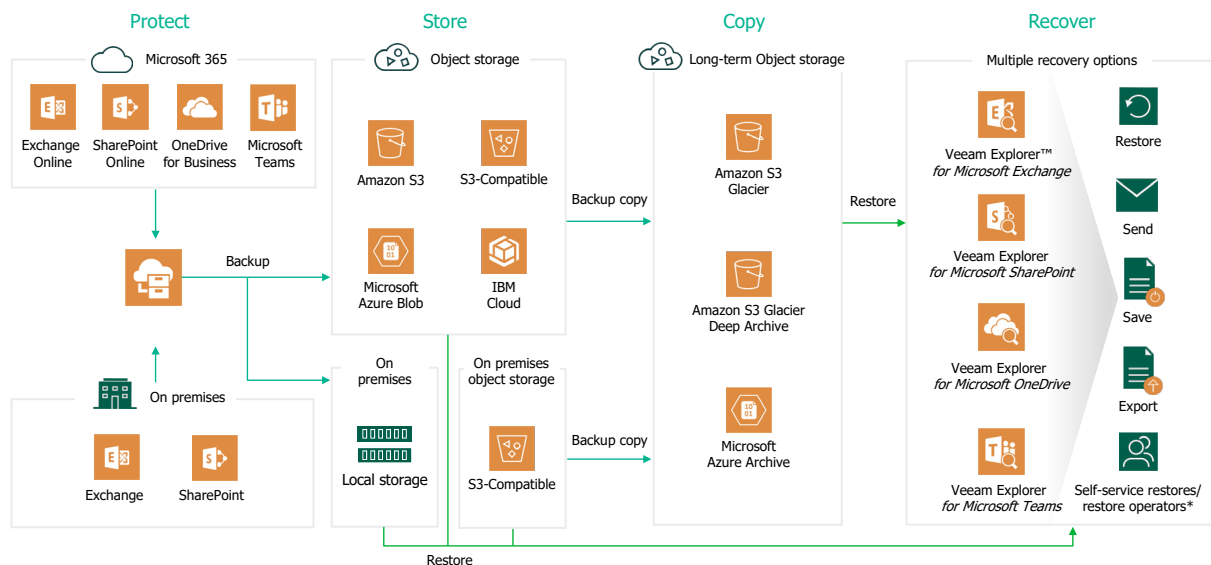 Protect
Store
Copy
Recover
Microsoft 365
Exchange
Online
SharePoint
Online
OneDrive
for Business
Microsoft
Teams
Backup
On premises
Exchange
SharePoint
Object storage
Amazon S3
S3-Compatible
Microsoft
Azure Blob
IBM
Cloud
On
premises
Local storage
On premises
object storage
S3-Compatible
Backup copy
Backup copy
Long-term Object storage
Amazon S3
Glacier
Amazon S3 Glacier
Deep Archive
Microsoft
Azure Archive
Restore
Restore
Multiple recovery options
Veeam Explorer™
for Microsoft Exchange
Veeam Explorer
for Microsoft SharePoint
Veeam Explorer
for Microsoft OneDrive
Veeam Explorer
for Microsoft Teams
Restore
Send
Save
Export
Self-service restores/
restore operators*